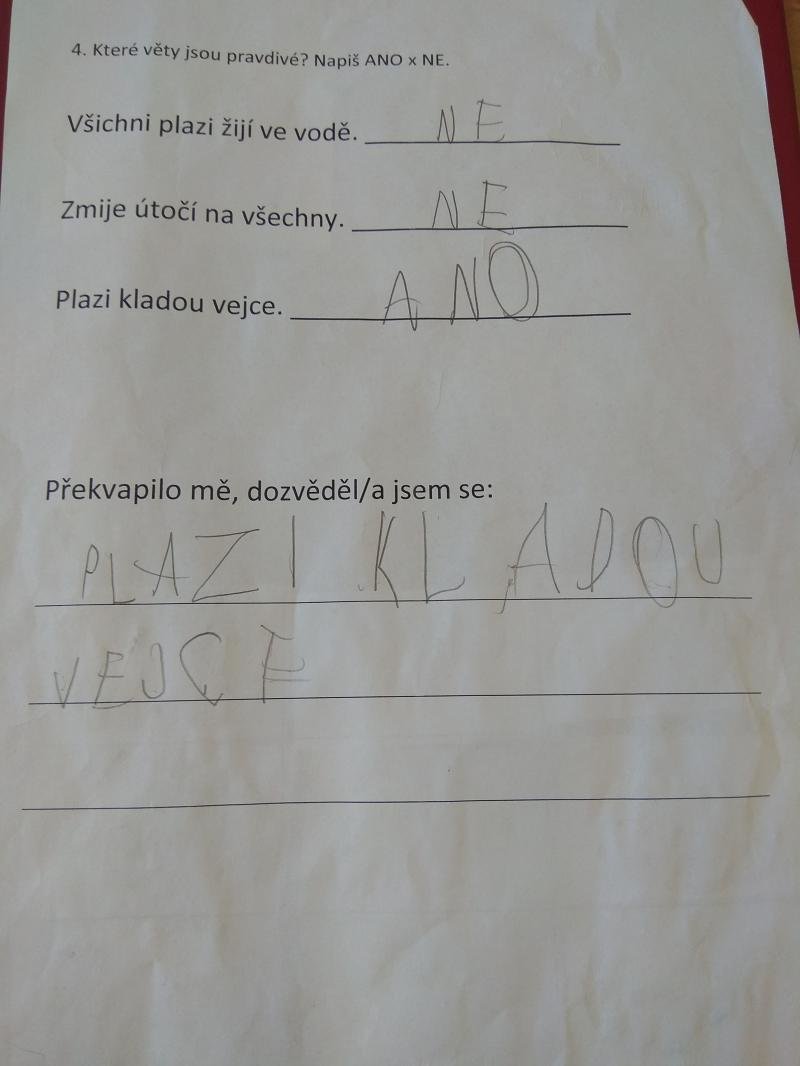 4. Které věty jsou pravdivé? Napiš ANO x NE.
Všichni plazi žijí ve vodě. NE
Zmije útočí na všechny. NE
Plazi kladou vejce. ANO
Překvapilo mě, dozvěděl/a jsem se:
PLAZI KLADOU
VEJCE